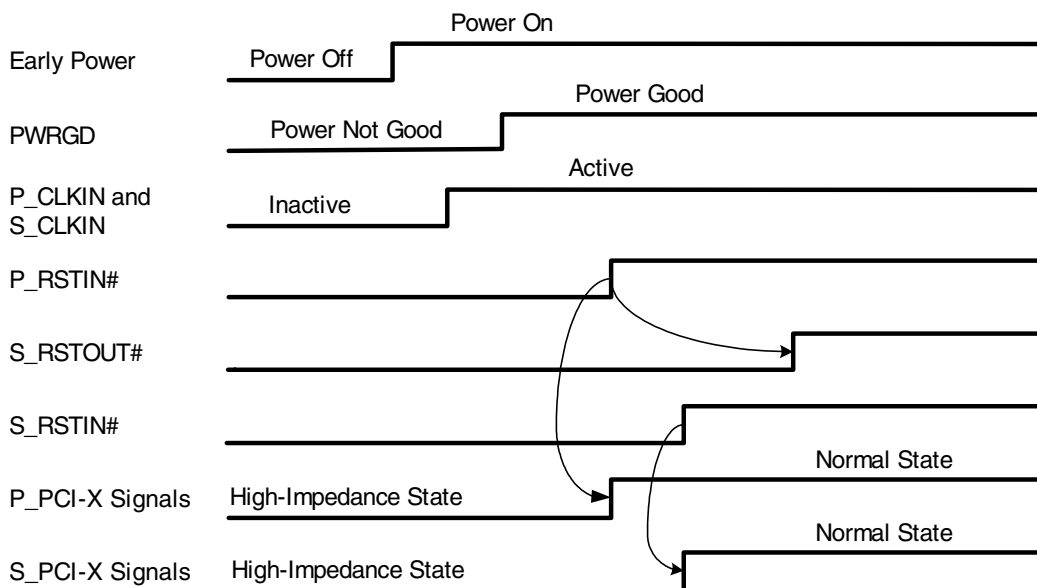 Power On
Early Power
Power Off
Power Good
PWRGD
Power Not Good
Active
P_CLKIN and
S_CLKIN
Inactive
P_RSTIN#
S_RSTOUT#
S_RSTIN#
Normal State
P_PCI-X Signals
High-Impedance State
Normal State
S_PCI-X Signals
High-Impedance State